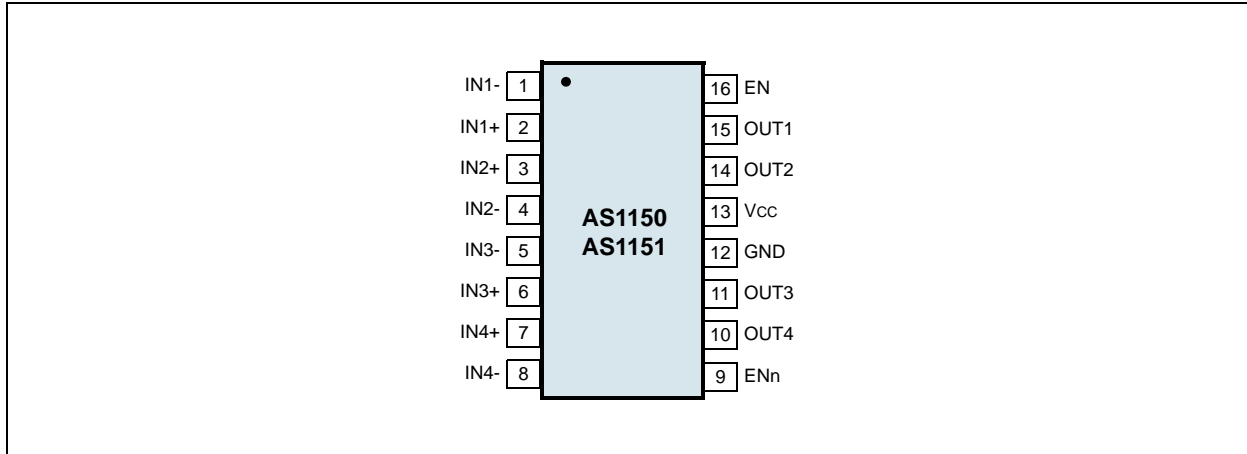 IN1- 1
IN1+ 2
IN2+ 3
IN2- 4
IN3- 5
IN3+ 6
IN4+ 7
IN4- 8
AS1150
AS1151
16 EN
15 OUT1
14 OUT2
13 VCC
12 GND
11 OUT3
10 OUT4
9 ENn